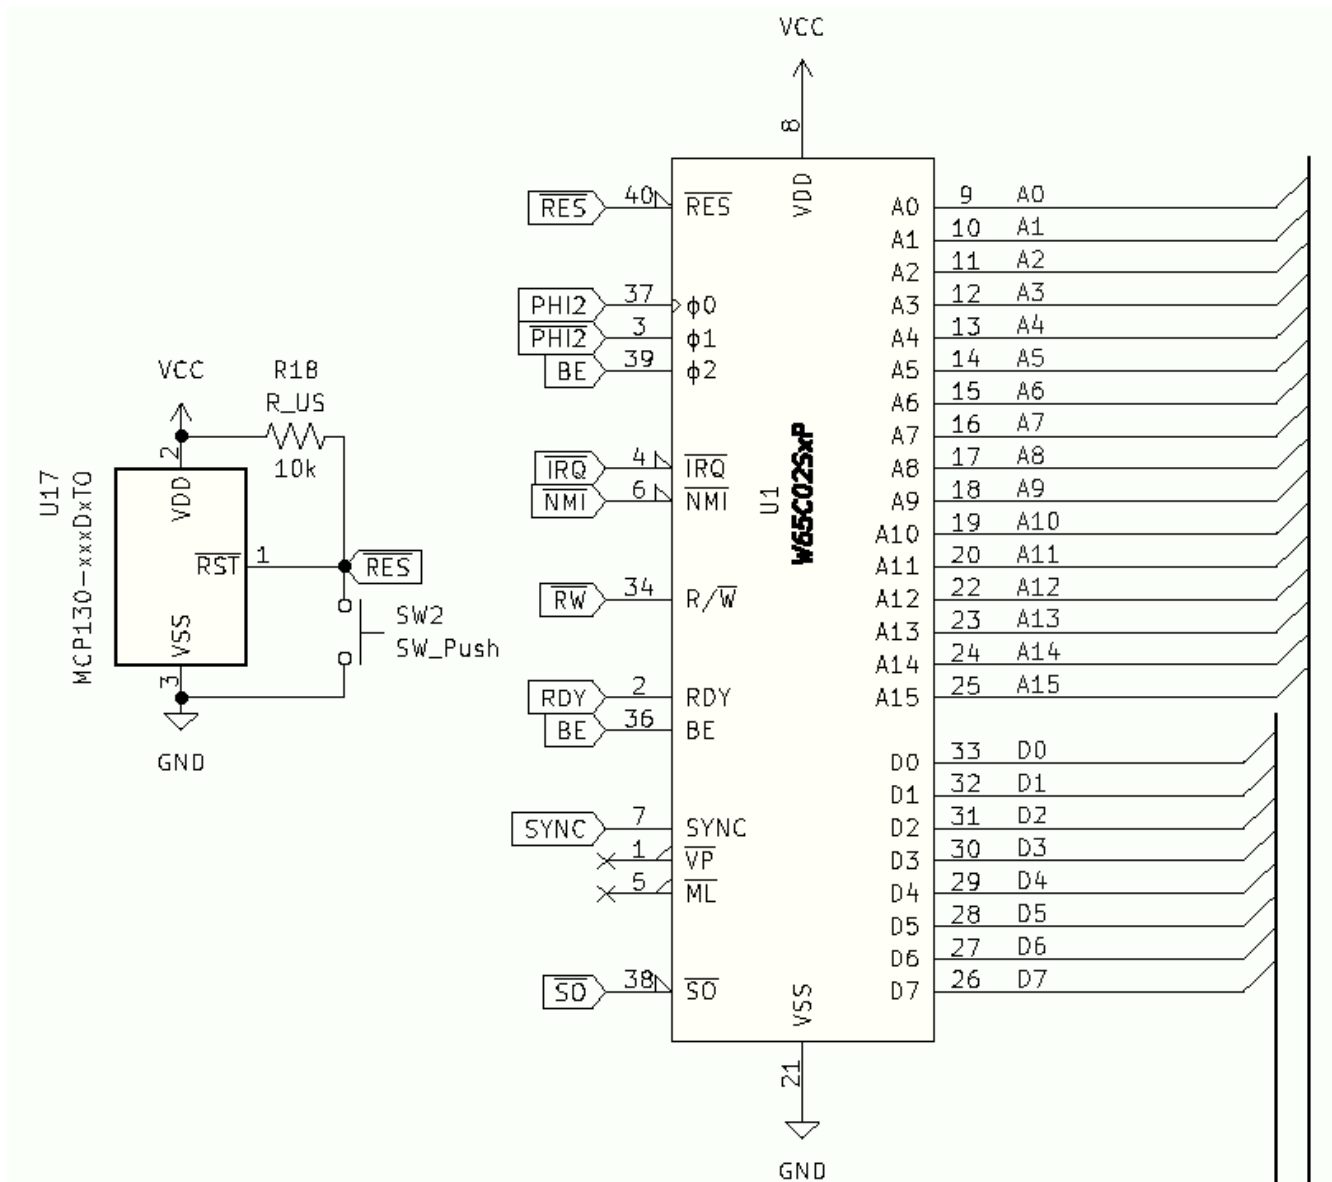 VCC
8
VDD
RES 40 RES
PHI2 37 ϕ0
PHI2 3 ϕ1
BE 39 ϕ2
IRQ 4 IRQ
NMI 6 NMI
RW 34 R/W
RDY 2 RDY
BE 36 BE
SYNC 7 SYNC
1 VP
5 ML
SO 38 SO
U1
W65C02SxP
A0 9 A0
A1 10 A1
A2 11 A2
A3 12 A3
A4 13 A4
A5 14 A5
A6 15 A6
A7 16 A7
A8 17 A8
A9 18 A9
A10 19 A10
A11 20 A11
A12 22 A12
A13 23 A13
A14 24 A14
A15 25 A15
D0 33 D0
D1 32 D1
D2 31 D2
D3 30 D3
D4 29 D4
D5 28 D5
D6 27 D6
D7 26 D7
VSS
21
GND
VCC
R18
R_US
10k
2
U17
MCP130-xxxDxTO
VDD
RST 1 RES
VSS
3
SW2
SW_Push
GND